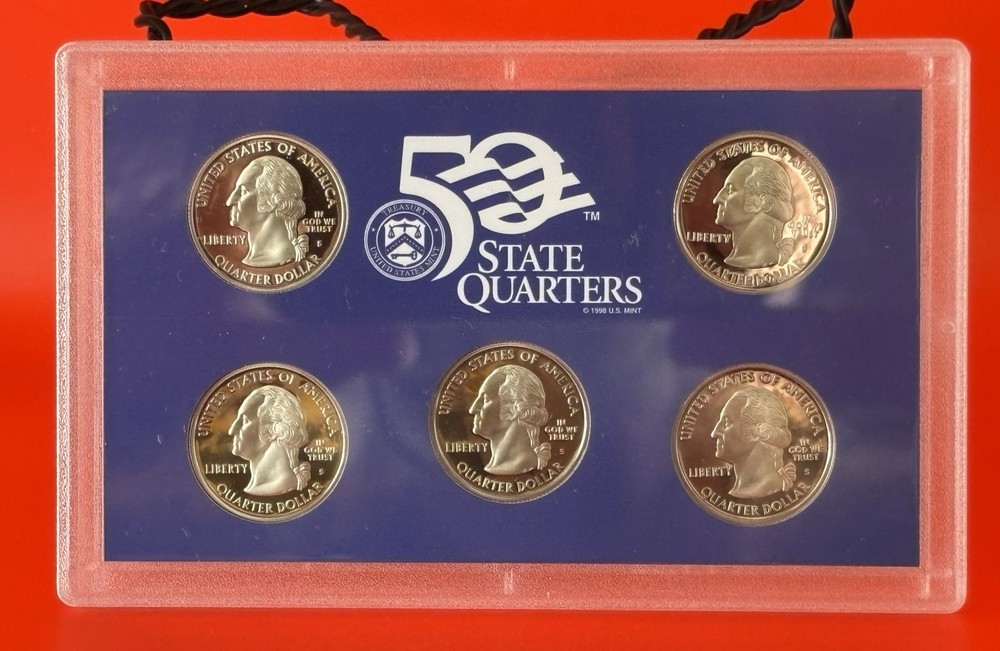 UNITED STATES OF AMERICA
IN
GOD WE
TRUST
LIBERTY
S
QUARTER DOLLAR
50
TM
TREASURY
UNITED STATES MINT
STATE
QUARTERS
© 1998 U.S. MINT
UNITED STATES OF AMERICA
LIBERTY
QUARTER DOLLAR
UNITED STATES OF AMERICA
IN
GOD WE
TRUST
LIBERTY
S
QUARTER DOLLAR
UNITED STATES OF AMERICA
IN
GOD WE
TRUST
LIBERTY
S
QUARTER DOLLAR
UNITED STATES OF AMERICA
IN
GOD WE
TRUST
LIBERTY
S
QUARTER DOLLAR